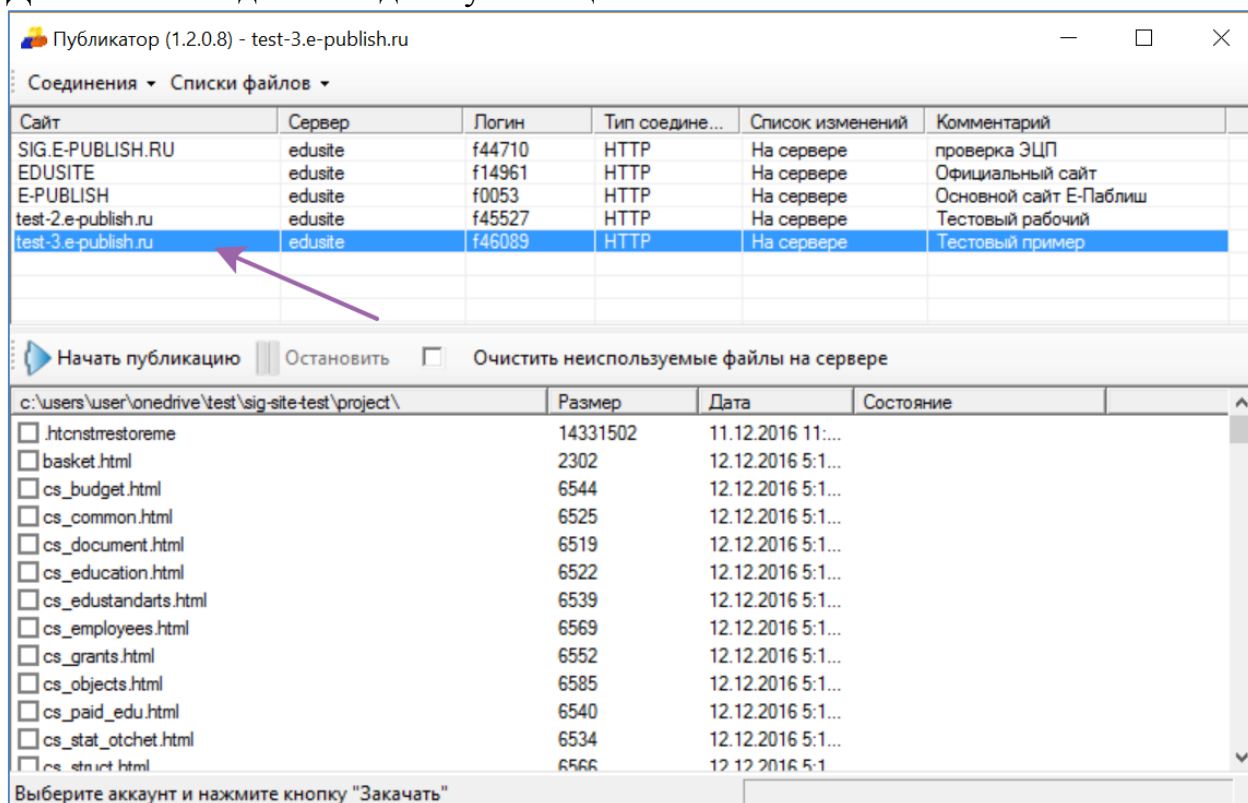 Публикатор (1.2.0.8) - test-3.e-publish.ru
Соединения Списки файлов
Сайт Сервер Логин Тип соедине... Список изменений Комментарий
SIG.E-PUBLISH.RU edusite f44710 HTTP На сервере проверка ЭЦП
EDUSITE edusite f14961 HTTP На сервере Официальный сайт
E-PUBLISH edusite f0053 HTTP На сервере Основной сайт Е-Паблиш
test-2.e-publish.ru edusite f45527 HTTP На сервере Тестовый рабочий
test-3.e-publish.ru edusite f46089 HTTP На сервере Тестовый пример
Начать публикацию Остановить Очистить неиспользуемые файлы на сервере
c:\users\user\onedrive\test\sig-site-test\project\ Размер Дата Состояние
.htcnstrrestoreme 14331502 11.12.2016 11:...
basket.html 2302 12.12.2016 5:1...
cs_budget.html 6544 12.12.2016 5:1...
cs_common.html 6525 12.12.2016 5:1...
cs_document.html 6519 12.12.2016 5:1...
cs_education.html 6522 12.12.2016 5:1...
cs_edustandarts.html 6539 12.12.2016 5:1...
cs_employees.html 6569 12.12.2016 5:1...
cs_grants.html 6552 12.12.2016 5:1...
cs_objects.html 6585 12.12.2016 5:1...
cs_paid_edu.html 6540 12.12.2016 5:1...
cs_stat_otchet.html 6534 12.12.2016 5:1...
cs_struct.html 6566 12.12.2016 5:1
Выберите аккаунт и нажмите кнопку "Закачать"